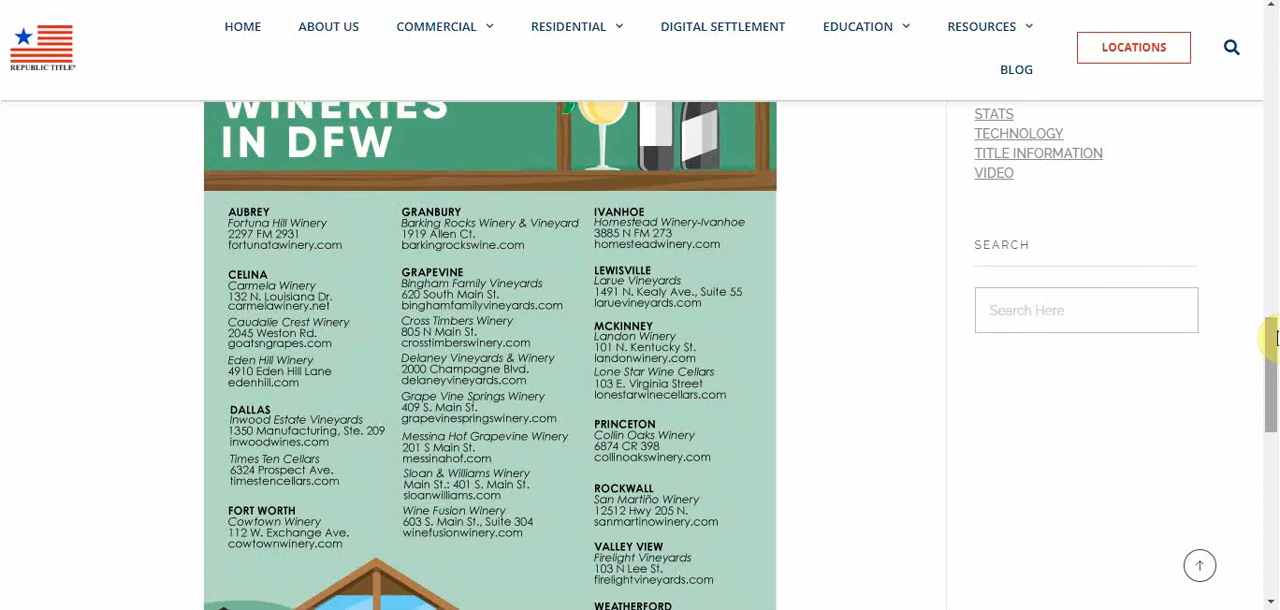 HOME
ABOUT US
COMMERCIAL
RESIDENTIAL
DIGITAL SETTLEMENT
EDUCATION
RESOURCES
BLOG
LOCATIONS
REPUBLIC TITLE
WINERIES
IN DFW
AUBREY
Fortuna Hill Winery
2297 FM 2931
fortunatawinery.com
CELINA
Carmela Winery
132 N. Louisiana Dr.
carmelawinery.net
Caudalie Crest Winery
2045 Weston Rd.
goatsngrapes.com
Eden Hill Winery
4910 Eden Hill Lane
edenhill.com
DALLAS
Inwood Estate Vineyards
1350 Manufacturing, Ste. 209
inwoodwines.com
Times Ten Cellars
6324 Prospect Ave.
timestencellars.com
FORT WORTH
Cowtown Winery
112 W. Exchange Ave.
cowtownwinery.com
GRANBURY
Barking Rocks Winery & Vineyard
1919 Allen Ct.
barkingrockswine.com
GRAPEVINE
Bingham Family Vineyards
620 South Main St.
binghamfamilyvineyards.com
Cross Timbers Winery
805 N Main St.
crosstimberswinery.com
Delaney Vineyards & Winery
2000 Champagne Blvd.
delaneyvineyards.com
Grape Vine Springs Winery
409 S. Main St.
grapevinespringswinery.com
Messina Hof Grapevine Winery
201 S Main St.
messinahof.com
Sloan & Williams Winery
Main St.: 401 S. Main St.
sloanwilliams.com
Wine Fusion Winery
603 S. Main St., Suite 304
winefusionwinery.com
IVANHOE
Homestead Winery-Ivanhoe
3885 N FM 273
homesteadwinery.com
LEWISVILLE
Larue Vineyards
1491 N. Kealy Ave., Suite 55
laruevineyards.com
MCKINNEY
Landon Winery
101 N. Kentucky St.
landonwinery.com
Lone Star Wine Cellars
103 E. Virginia Street
lonestarwinecellars.com
PRINCETON
Collin Oaks Winery
6874 CR 398
collinoakswinery.com
ROCKWALL
San Martiño Winery
12512 Hwy 205 N.
sanmartinowinery.com
VALLEY VIEW
Firelight Vineyards
103 N Lee St.
firelightvineyards.com
WEATHERFORD
STATS
TECHNOLOGY
TITLE INFORMATION
VIDEO
SEARCH
Search Here